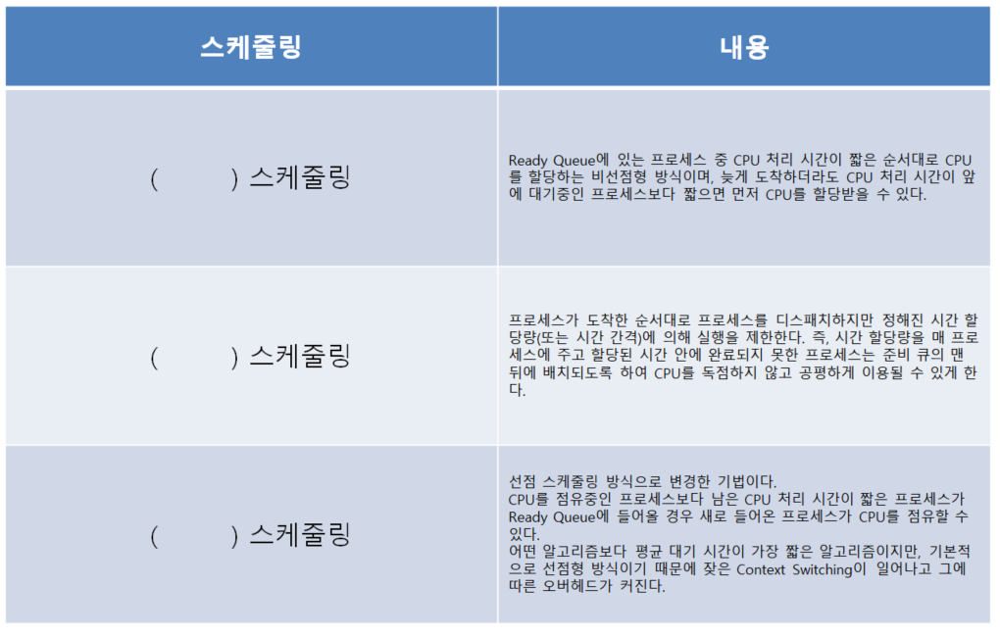 스케줄링
내용
(        ) 스케줄링
Ready Queue에 있는 프로세스 중 CPU 처리 시간이 짧은 순서대로 CPU
를 할당하는 비선점형 방식이며, 늦게 도착하더라도 CPU 처리 시간이 앞
에 대기중인 프로세스보다 짧으면 먼저 CPU를 할당받을 수 있다.
(        ) 스케줄링
프로세스가 도착한 순서대로 프로세스를 디스패치하지만 정해진 시간 할
당량(또는 시간 간격)에 의해 실행을 제한한다. 즉, 시간 할당량을 매 프로
세스에 주고 할당된 시간 안에 완료되지 못한 프로세스는 준비 큐의 맨
뒤에 배치되도록 하여 CPU를 독점하지 않고 공평하게 이용될 수 있게 한
다.
(        ) 스케줄링
선점 스케줄링 방식으로 변경한 기법이다.
CPU를 점유중인 프로세스보다 남은 CPU 처리 시간이 짧은 프로세스가
Ready Queue에 들어올 경우 새로 들어온 프로세스가 CPU를 점유할 수
있다.
어떤 알고리즘보다 평균 대기 시간이 가장 짧은 알고리즘이지만, 기본적
으로 선점형 방식이기 때문에 잦은 Context Switching이 일어나고 그에
따른 오버헤드가 커진다.